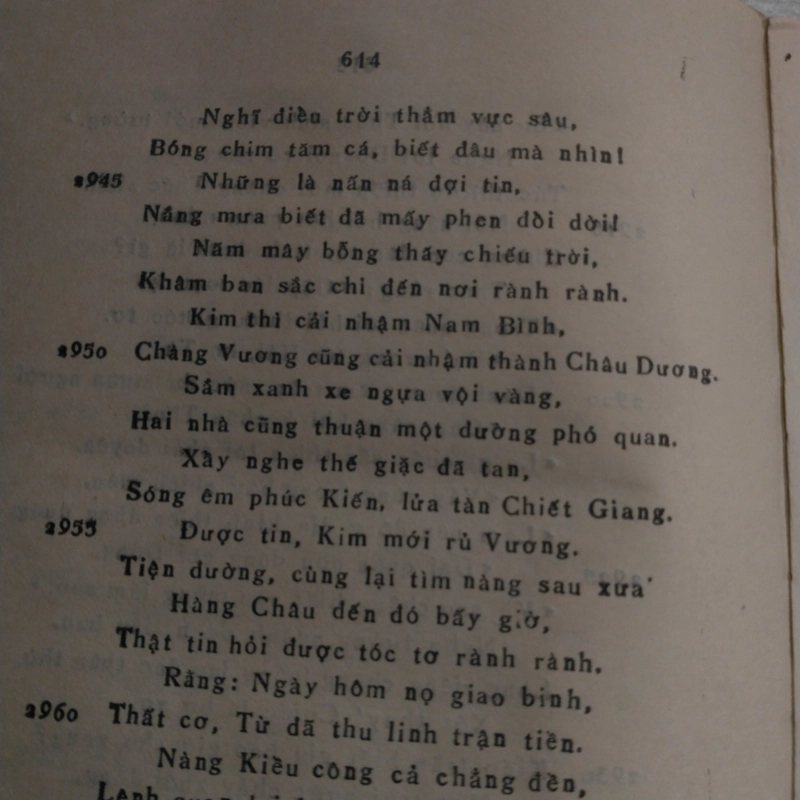 614
Nghĩ điều trời thẳm vực sâu,
Bóng chim tăm cá, biết đâu mà nhìn!
2945 Những là nấn ná đợi tin,
Nắng mưa biết đã mấy phen đồi dời!
Năm mây bỗng thấy chiếu trời,
Khâm ban sắc chỉ đến nơi rành rành.
Kim thì cải nhậm Nam Bình,
2950 Chàng Vương cũng cải nhậm thành Châu Dương.
Sắm xanh xe ngựa vội vàng,
Hai nhà cũng thuận một đường phó quan.
Xẩy nghe thế giặc đã tan,
Sóng êm phúc Kiến, lửa tàn Chiết Giang.
2955 Được tin, Kim mới rủ Vương.
Tiện đường, cùng lại tìm nàng sau xưa
Hàng Châu đến đó bấy giờ,
Thật tin hỏi được tóc tơ rành rành.
Rằng: Ngày hôm nọ giao binh,
2960 Thất cơ, Từ đã thu linh trận tiền.
Nàng Kiều công cả chẳng đền,